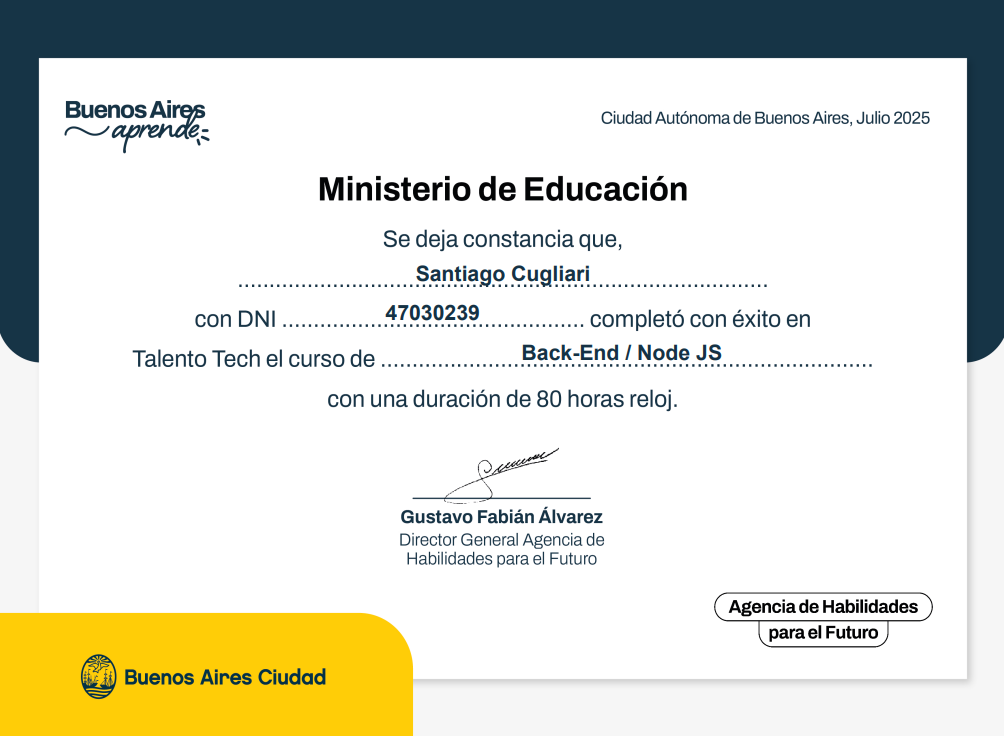 Buenos Aires
aprende
Ciudad Autónoma de Buenos Aires, Julio 2025
Ministerio de Educación
Se deja constancia que,
Santiago Cugliari
con DNI 47030239 completó con éxito en
Talento Tech el curso de Back-End / Node JS
con una duración de 80 horas reloj.
Gustavo Fabián Álvarez
Director General Agencia de
Habilidades para el Futuro
Agencia de Habilidades
para el Futuro
Buenos Aires Ciudad